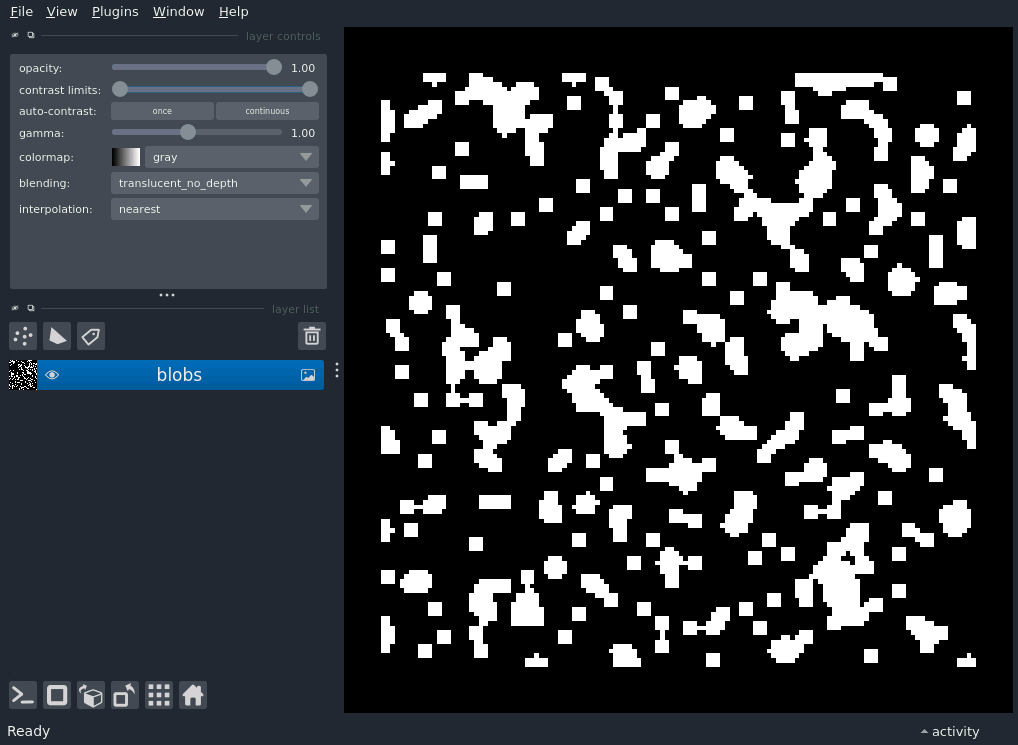 File View Plugins Window Help
layer controls
opacity: 1.00
contrast limits:
auto-contrast: once continuous
gamma: 1.00
colormap: gray
blending: translucent_no_depth
interpolation: nearest
layer list
blobs
Ready
activity